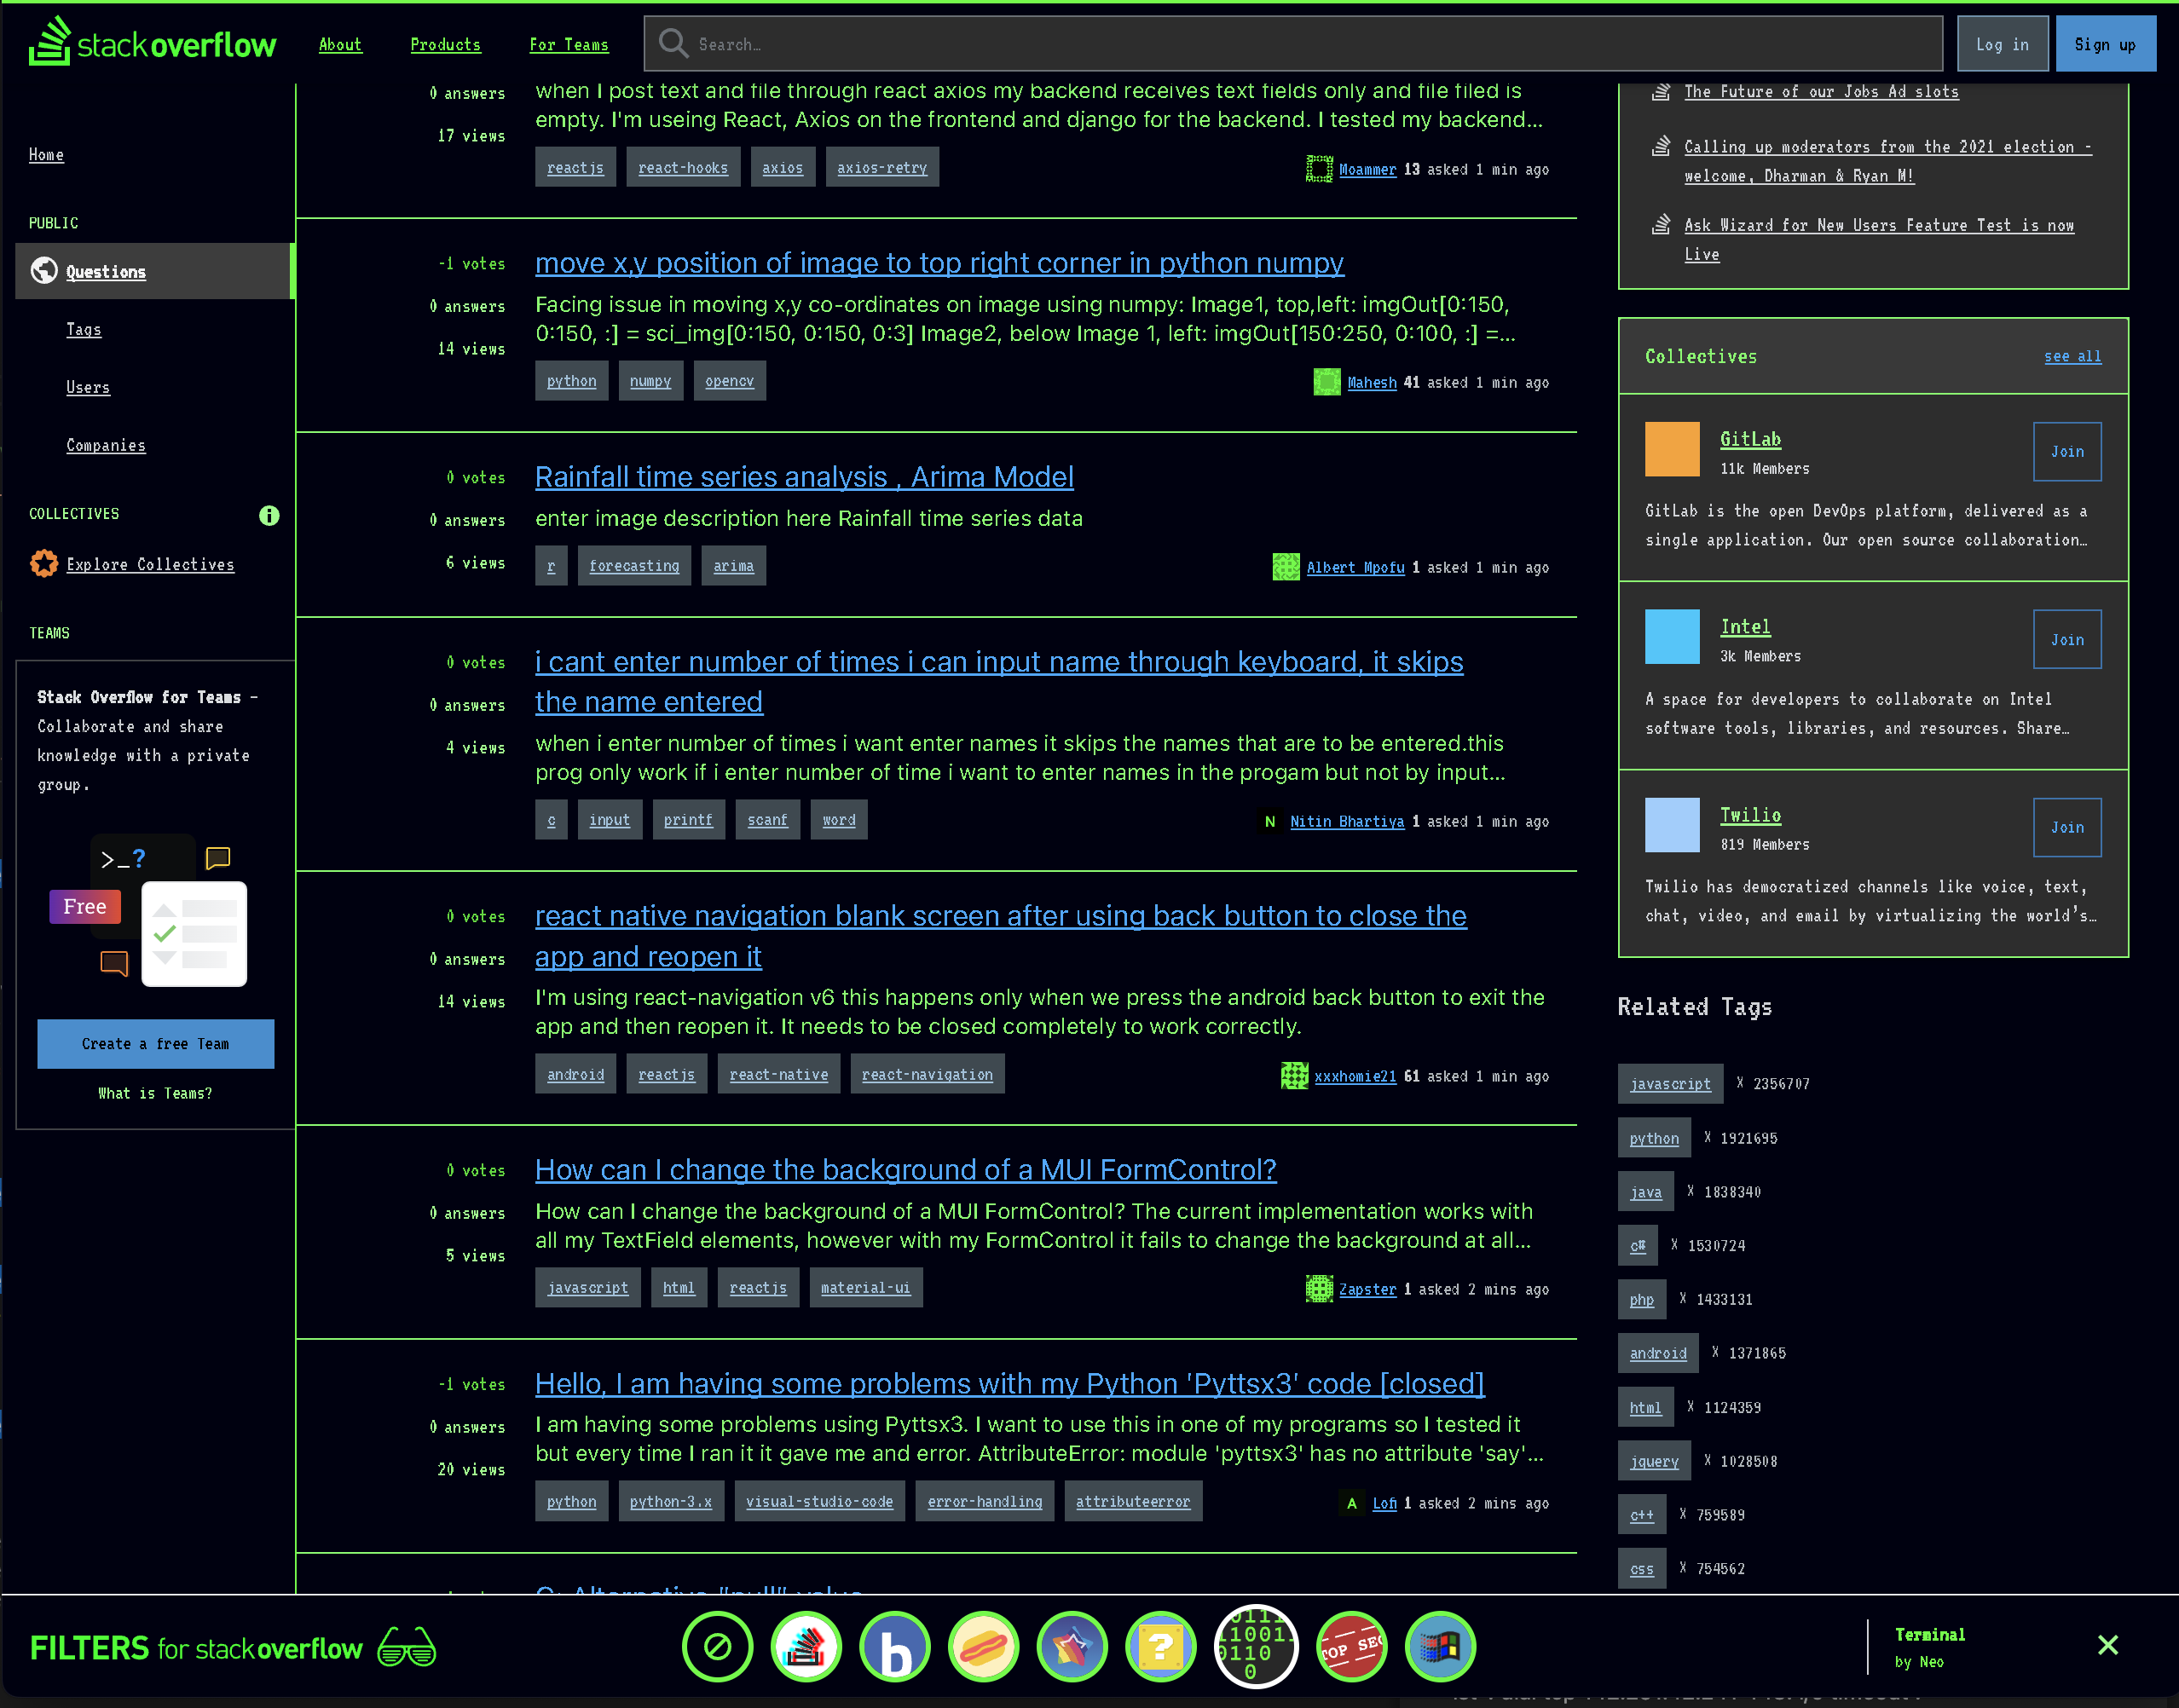 stackoverflow
About
Products
For Teams
Search…
Log in
Sign up
Home
PUBLIC
Questions
Tags
Users
Companies
COLLECTIVES
Explore Collectives
TEAMS
Stack Overflow for Teams –
Collaborate and share
knowledge with a private
group.
>_?
Free
Create a free Team
What is Teams?
0 answers
17 views
when I post text and file through react axios my backend receives text fields only and file filed is
empty. I'm useing React, Axios on the frontend and django for the backend. I tested my backend...
reactjs react-hooks axios axios-retry
Moammer 13 asked 1 min ago
-1 votes
0 answers
14 views
move x,y position of image to top right corner in python numpy
Facing issue in moving x,y co-ordinates on image using numpy: Image1, top,left: imgOut[0:150,
0:150, :] = sci_img[0:150, 0:150, 0:3] Image2, below Image 1, left: imgOut[150:250, 0:100, :] =...
python numpy opencv
Mahesh 41 asked 1 min ago
0 votes
0 answers
6 views
Rainfall time series analysis , Arima Model
enter image description here Rainfall time series data
r forecasting arima
Albert Mpofu 1 asked 1 min ago
0 votes
0 answers
4 views
i cant enter number of times i can input name through keyboard, it skips
the name entered
when i enter number of times i want enter names it skips the names that are to be entered.this
prog only work if i enter number of time i want to enter names in the progam but not by input...
c input printf scanf word
N Nitin Bhartiya 1 asked 1 min ago
0 votes
0 answers
14 views
react native navigation blank screen after using back button to close the
app and reopen it
I'm using react-navigation v6 this happens only when we press the android back button to exit the
app and then reopen it. It needs to be closed completely to work correctly.
android reactjs react-native react-navigation
xxxhomie21 61 asked 1 min ago
0 votes
0 answers
5 views
How can I change the background of a MUI FormControl?
How can I change the background of a MUI FormControl? The current implementation works with
all my TextField elements, however with my FormControl it fails to change the background at all...
javascript html reactjs material-ui
Zapster 1 asked 2 mins ago
-1 votes
0 answers
20 views
Hello, I am having some problems with my Python 'Pyttsx3' code [closed]
I am having some problems using Pyttsx3. I want to use this in one of my programs so I tested it
but every time I ran it it gave me and error. AttributeError: module 'pyttsx3' has no attribute 'say'...
python python-3.x visual-studio-code error-handling attributeerror
A Lofi 1 asked 2 mins ago
The Future of our Jobs Ad slots
Calling up moderators from the 2021 election -
welcome, Dharman & Ryan M!
Ask Wizard for New Users Feature Test is now
Live
Collectives
see all
GitLab
11k Members
Join
GitLab is the open DevOps platform, delivered as a
single application. Our open source collaboration…
Intel
3k Members
Join
A space for developers to collaborate on Intel
software tools, libraries, and resources. Share…
Twilio
819 Members
Join
Twilio has democratized channels like voice, text,
chat, video, and email by virtualizing the world's…
Related Tags
javascript × 2356707
python × 1921695
java × 1838340
c# × 1530724
php × 1433131
android × 1371865
html × 1124359
jquery × 1028508
c++ × 759589
css × 754562
FILTERS for stackoverflow
b
?
TOP SEC
Terminal
by Neo